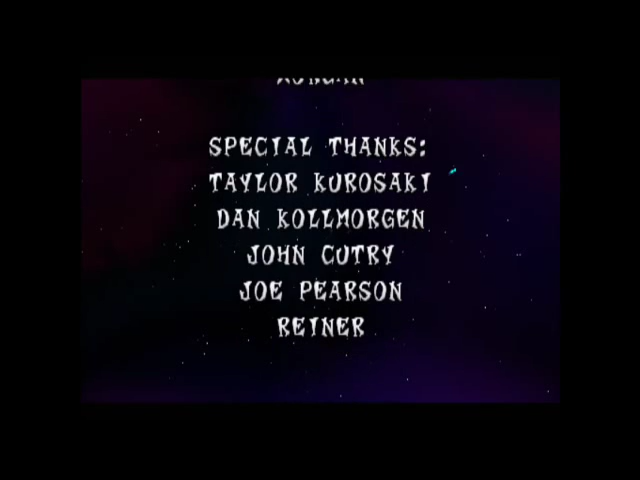 SPECIAL THANKS:
TAYLOR KUROSAKI
DAN KOLLMORGEN
JOHN CUTRY
JOE PEARSON
REINER